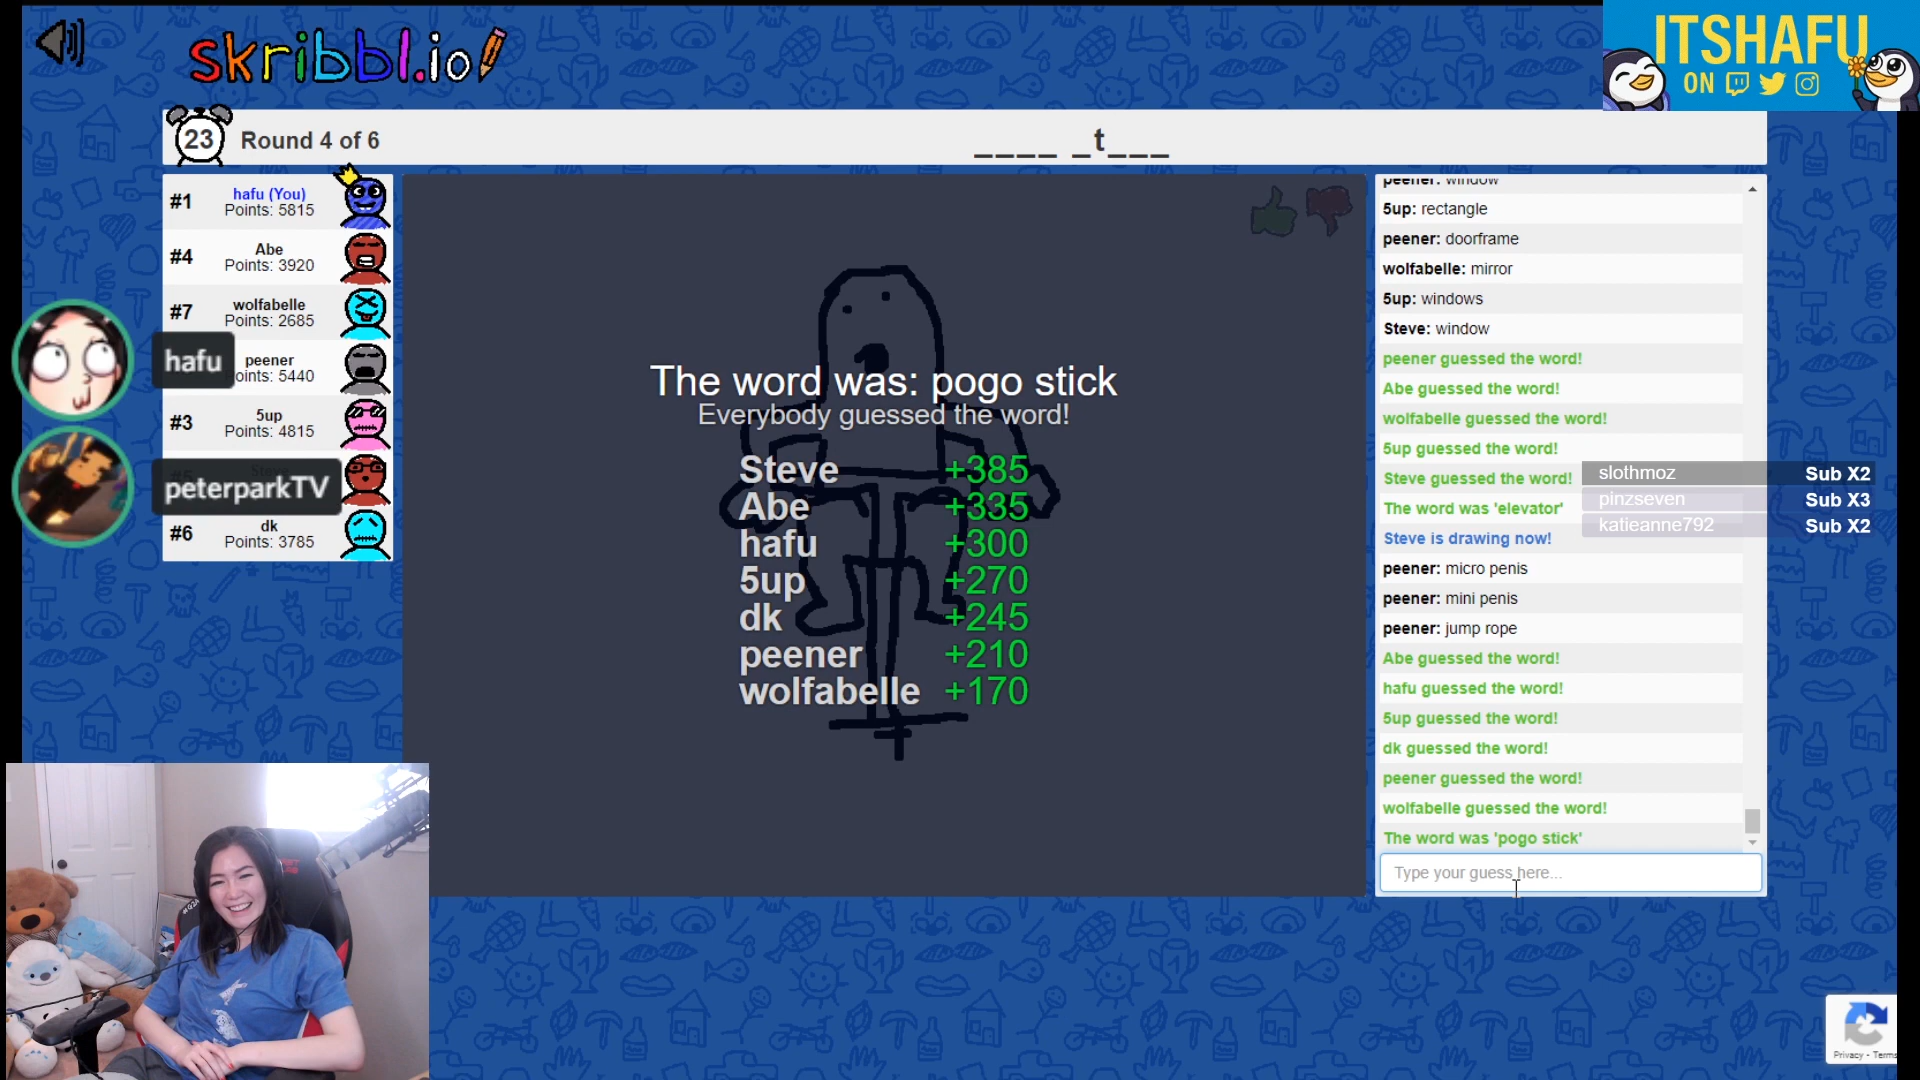 skribbl.io
ITSHAFU
ON
23
Round 4 of 6
____ _t___
#1
hafu (You)
Points: 5815
#4
Abe
Points: 3920
#7
wolfabelle
Points: 2685
hafu
peener
oints: 5440
#3
5up
Points: 4815
peterparkTV
#6
dk
Points: 3785
The word was: pogo stick
Everybody guessed the word!
Steve +385
Abe +335
hafu +300
5up +270
dk +245
peener +210
wolfabelle +170
peener: window
5up: rectangle
peener: doorframe
wolfabelle: mirror
5up: windows
Steve: window
peener guessed the word!
Abe guessed the word!
wolfabelle guessed the word!
5up guessed the word!
Steve guessed the word!
The word was 'elevator'
Steve is drawing now!
peener: micro penis
peener: mini penis
peener: jump rope
Abe guessed the word!
hafu guessed the word!
5up guessed the word!
dk guessed the word!
peener guessed the word!
wolfabelle guessed the word!
The word was 'pogo stick'
Type your guess here...
slothmoz Sub X2
pinzseven Sub X3
katieanne792 Sub X2
Privacy - Terms